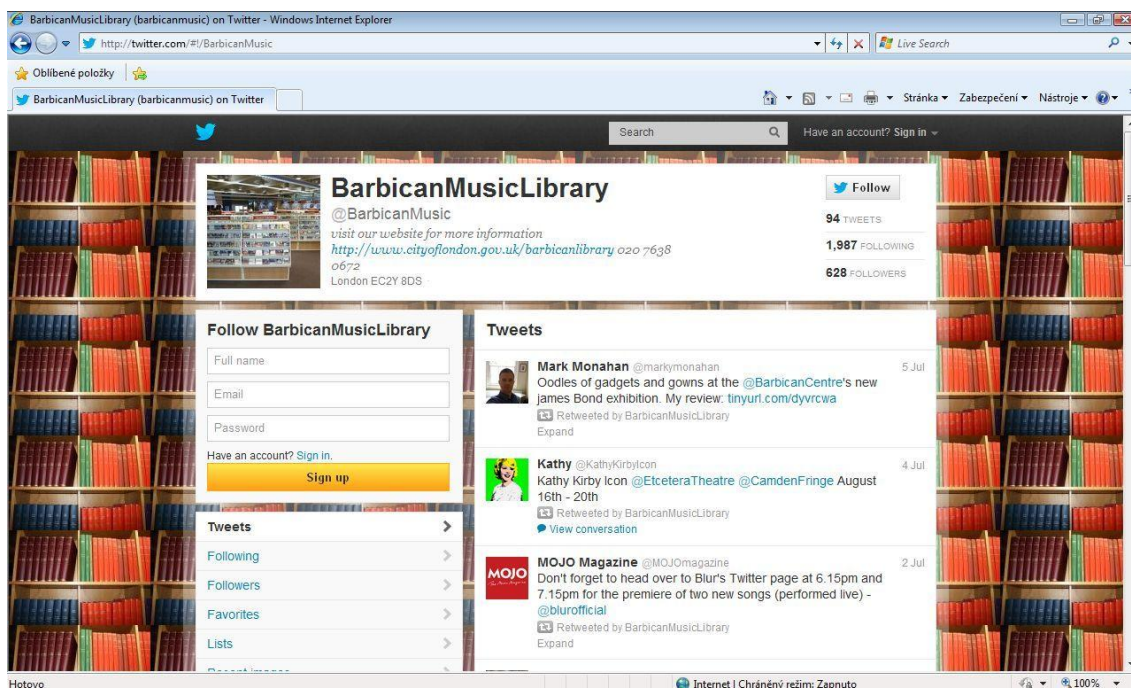 BarbicanMusicLibrary (barbicanmusic) on Twitter - Windows Internet Explorer
http://twitter.com/#!/BarbicanMusic
Live Search
Oblíbené položky
BarbicanMusicLibrary (barbicanmusic) on Twitter
Stránka
Zabezpečení
Nástroje
Search
Have an account? Sign in
BarbicanMusicLibrary
@BarbicanMusic
visit our website for more information
http://www.cityoflondon.gov.uk/barbicanlibrary 020 7638
0672
London EC2Y 8DS
Follow
94 TWEETS
1,987 FOLLOWING
628 FOLLOWERS
Follow BarbicanMusicLibrary
Full name
Email
Password
Have an account? Sign in.
Sign up
Tweets
Following
Followers
Favorites
Lists
Recent images
Tweets
Mark Monahan @markymonahan 5 Jul
Oodles of gadgets and gowns at the @BarbicanCentre's new
james Bond exhibition. My review: tinyurl.com/dyvrcwa
Retweeted by BarbicanMusicLibrary
Expand
Kathy @KathyKirbyIcon 4 Jul
Kathy Kirby Icon @EtceteraTheatre @CamdenFringe August
16th - 20th
Retweeted by BarbicanMusicLibrary
View conversation
MOJO
MOJO Magazine @MOJOmagazine 2 Jul
Don't forget to head over to Blur's Twitter page at 6.15pm and
7.15pm for the premiere of two new songs (performed live) -
@blurofficial
Retweeted by BarbicanMusicLibrary
Expand
Hotovo
Internet | Chráněný režim: Zapnuto
100%